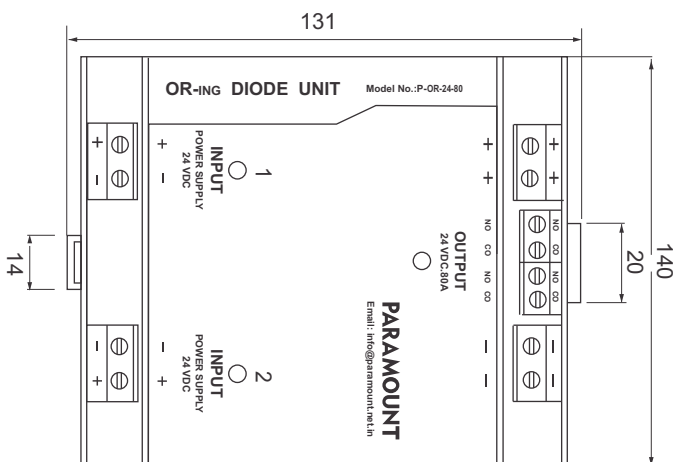 131
OR-ING DIODE UNIT
Model No.:P-OR-24-80
+
-
+
-
1
INPUT
POWER SUPPLY
24 VDC
+
+
+
+
NO
CO
NO
CO
NO
CO
NO
CO
OUTPUT
24 VDC.80A
14
20
140
PARAMOUNT
Email: info@paramount.net.in
-
+
-
+
2
INPUT
POWER SUPPLY
24 VDC
-
-
-
-